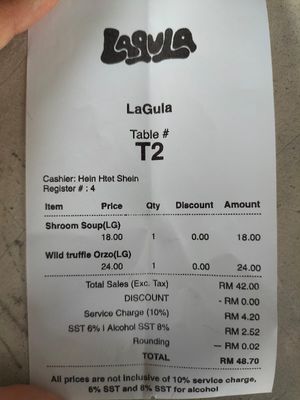 LAGULA
LaGula
Table #
T2
Cashier: Hein Htet Shein
Register # : 4
Item Price Qty Discount Amount
Shroom Soup(LG)
18.00 1 0.00 18.00
Wild truffle Orzo(LG)
24.00 1 0.00 24.00
Total Sales (Exc. Tax) RM 42.00
DISCOUNT - RM 0.00
Service Charge (10%) RM 4.20
SST 6% I Alcohol SST 8% RM 2.52
Rounding — RM 0.02
TOTAL RM 48.70
All prices are not inclusive of 10% service charge,
6% SST and 8% SST for alcohol